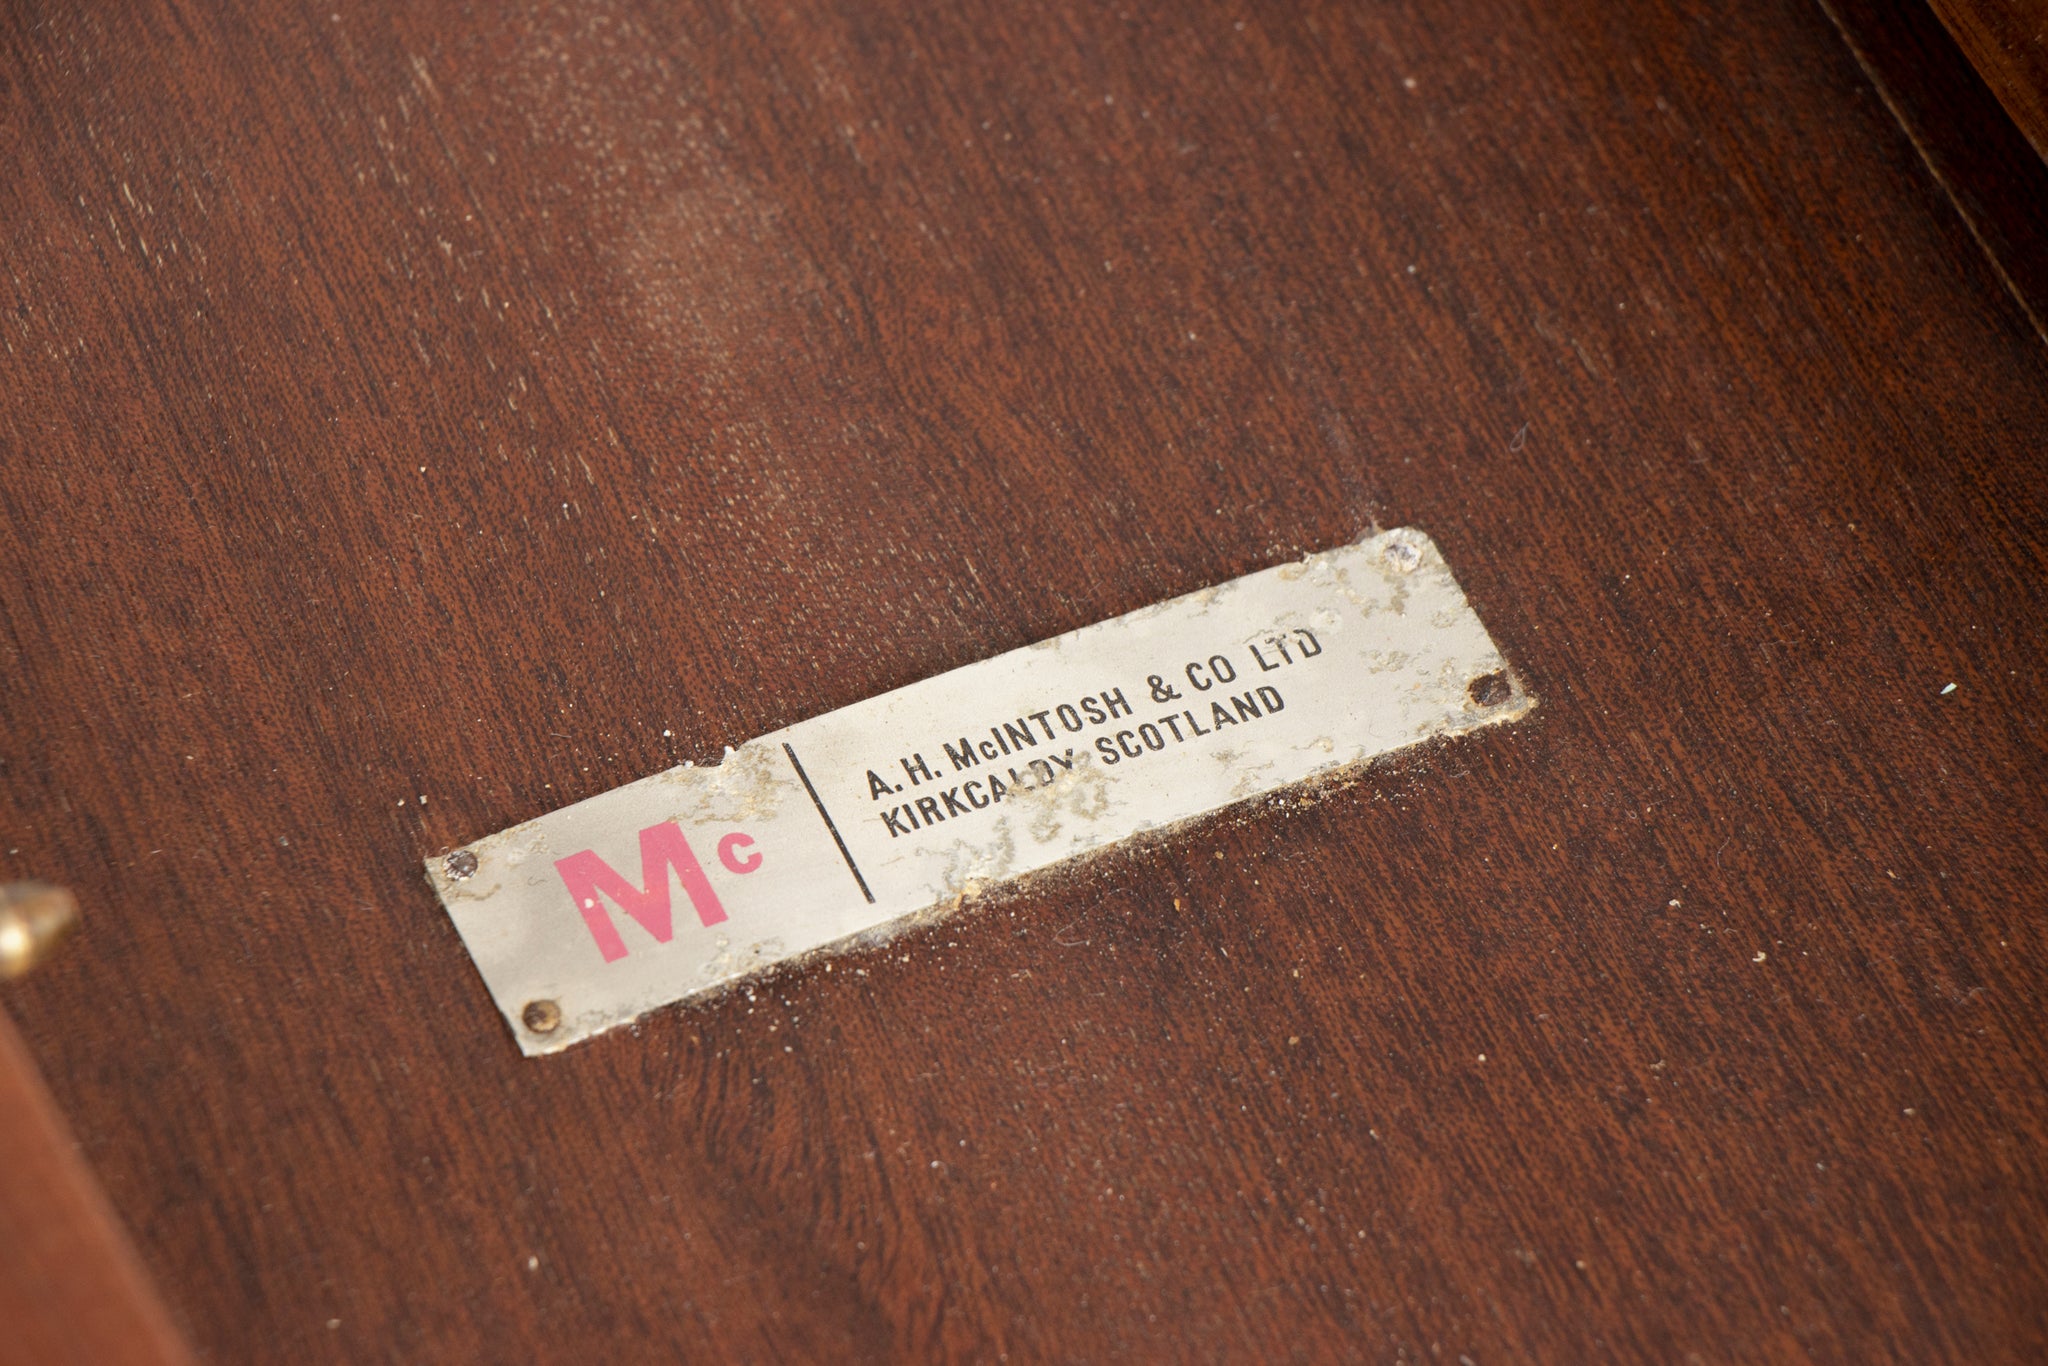 Mc
A. H. McINTOSH & CO LTD
KIRKCALDY SCOTLAND